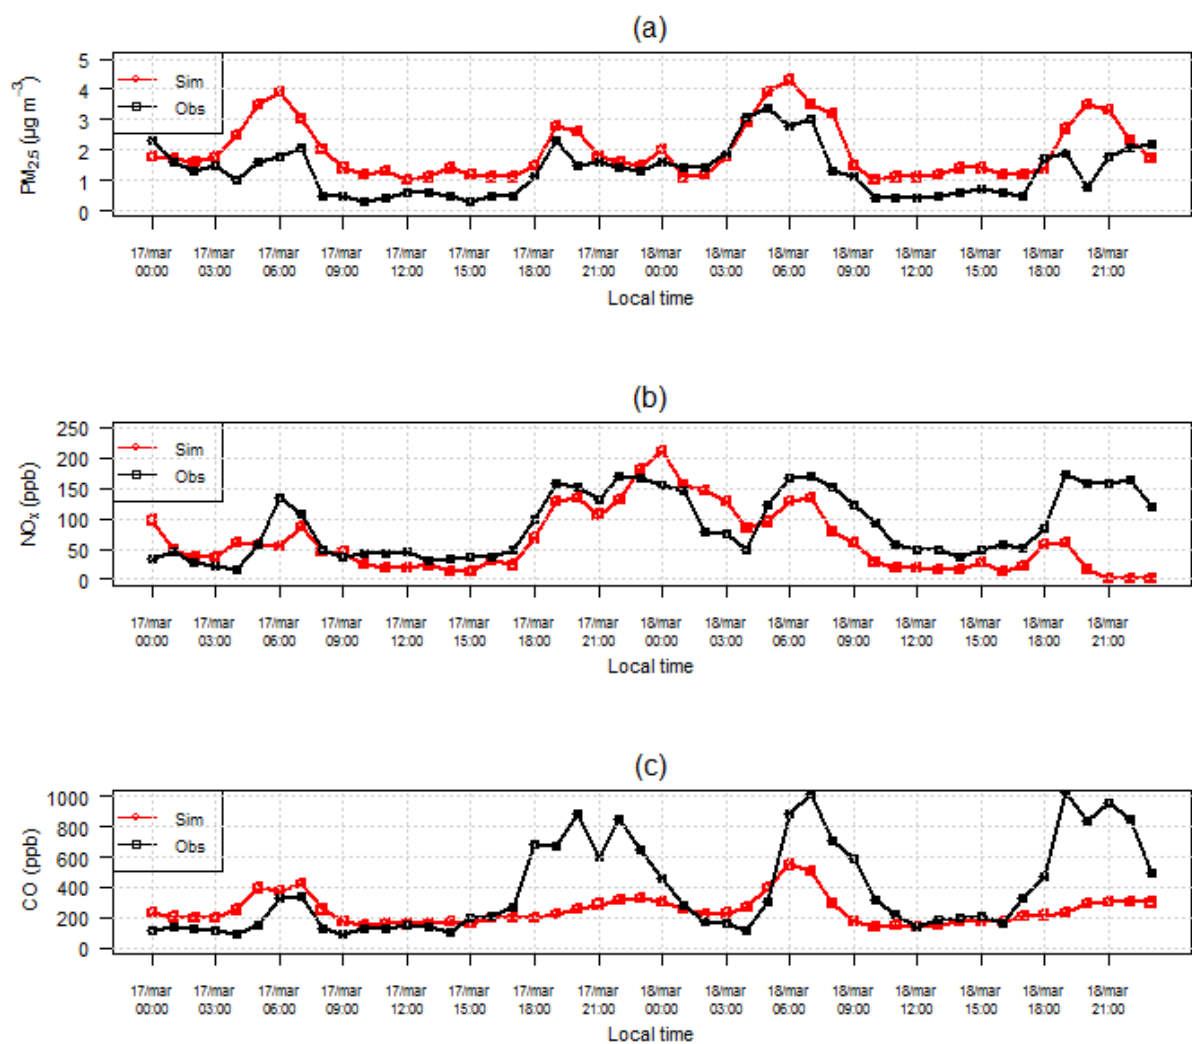 (a)
PM2.5 (µg m−3)
5
4
3
2
1
0
Sim
Obs
17/mar 17/mar 17/mar 17/mar 17/mar 17/mar 17/mar 17/mar 18/mar 18/mar 18/mar 18/mar 18/mar 18/mar 18/mar 18/mar
00:00 03:00 06:00 09:00 12:00 15:00 18:00 21:00 00:00 03:00 06:00 09:00 12:00 15:00 18:00 21:00
Local time
(b)
NOx (ppb)
250
200
150
100
50
0
Sim
Obs
17/mar 17/mar 17/mar 17/mar 17/mar 17/mar 17/mar 17/mar 18/mar 18/mar 18/mar 18/mar 18/mar 18/mar 18/mar 18/mar
00:00 03:00 06:00 09:00 12:00 15:00 18:00 21:00 00:00 03:00 06:00 09:00 12:00 15:00 18:00 21:00
Local time
(c)
CO (ppb)
1000
800
600
400
200
0
Sim
Obs
17/mar 17/mar 17/mar 17/mar 17/mar 17/mar 17/mar 17/mar 18/mar 18/mar 18/mar 18/mar 18/mar 18/mar 18/mar 18/mar
00:00 03:00 06:00 09:00 12:00 15:00 18:00 21:00 00:00 03:00 06:00 09:00 12:00 15:00 18:00 21:00
Local time